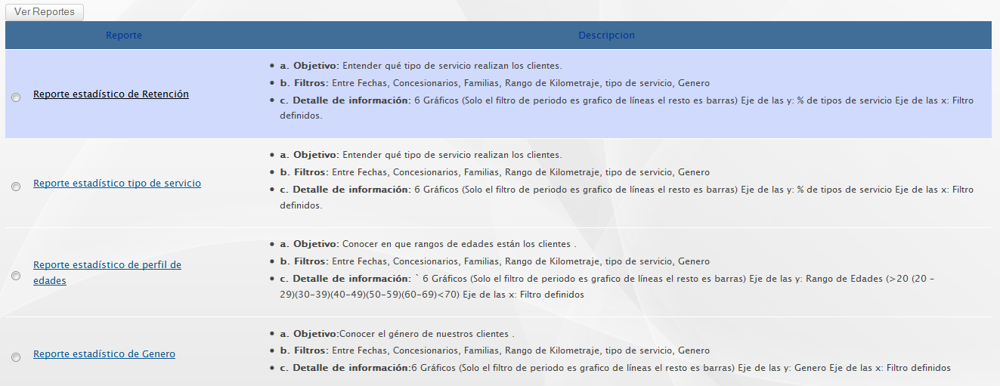 Ver Reportes
Reporte Descripcion
Reporte estadístico de Retención
• a. Objetivo: Entender qué tipo de servicio realizan los clientes.
• b. Filtros: Entre Fechas, Concesionarios, Familias, Rango de Kilometraje, tipo de servicio, Genero
• c. Detalle de información: 6 Gráficos (Solo el filtro de periodo es grafico de líneas el resto es barras) Eje de las y: % de tipos de servicio Eje de las x: Filtro
definidos.
Reporte estadístico tipo de servicio
• a. Objetivo: Entender qué tipo de servicio realizan los clientes.
• b. Filtros: Entre Fechas, Concesionarios, Familias, Rango de Kilometraje, tipo de servicio, Genero
• c. Detalle de información: 6 Gráficos (Solo el filtro de periodo es grafico de líneas el resto es barras) Eje de las y: % de tipos de servicio Eje de las x: Filtro
definidos.
Reporte estadístico de perfil de
edades
• a. Objetivo: Conocer en que rangos de edades están los clientes .
• b. Filtros: Entre Fechas, Concesionarios, Familias, Rango de Kilometraje, tipo de servicio, Genero
• c. Detalle de información: ` 6 Gráficos (Solo el filtro de periodo es grafico de líneas el resto es barras) Eje de las y: Rango de Edades (>20 (20 –
29)(30–39)(40–49)(50–59)(60–69)<70) Eje de las x: Filtro definidos
Reporte estadístico de Genero
• a. Objetivo:Conocer el género de nuestros clientes .
• b. Filtros: Entre Fechas, Concesionarios, Familias, Rango de Kilometraje, tipo de servicio, Genero
• c. Detalle de información:6 Gráficos (Solo el filtro de periodo es grafico de líneas el resto es barras) Eje de las y: Genero Eje de las x: Filtro definidos